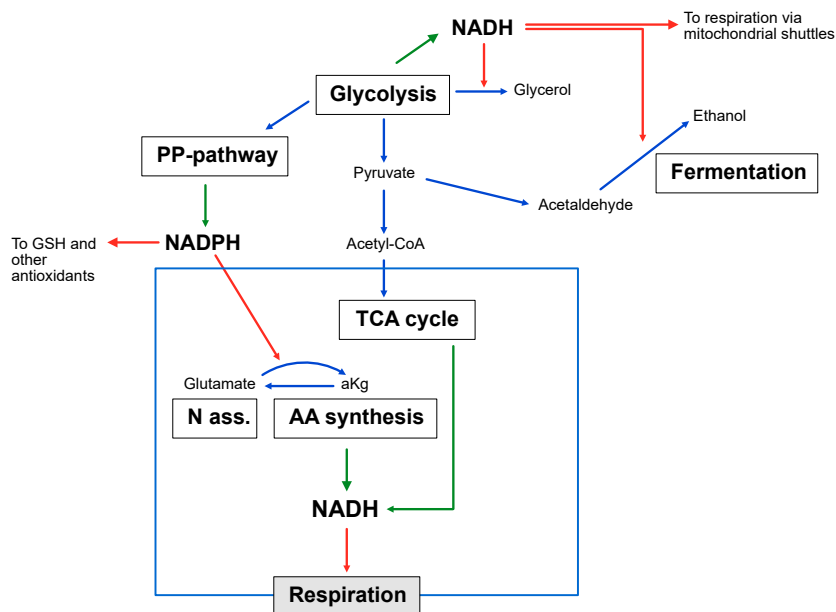 NADH
To respiration via
mitochondrial shuttles
Glycolysis
Glycerol
Ethanol
PP-pathway
Pyruvate
Fermentation
Acetaldehyde
NADPH
To GSH and
other
antioxidants
Acetyl-CoA
TCA cycle
Glutamate
aKg
N ass.
AA synthesis
NADH
Respiration